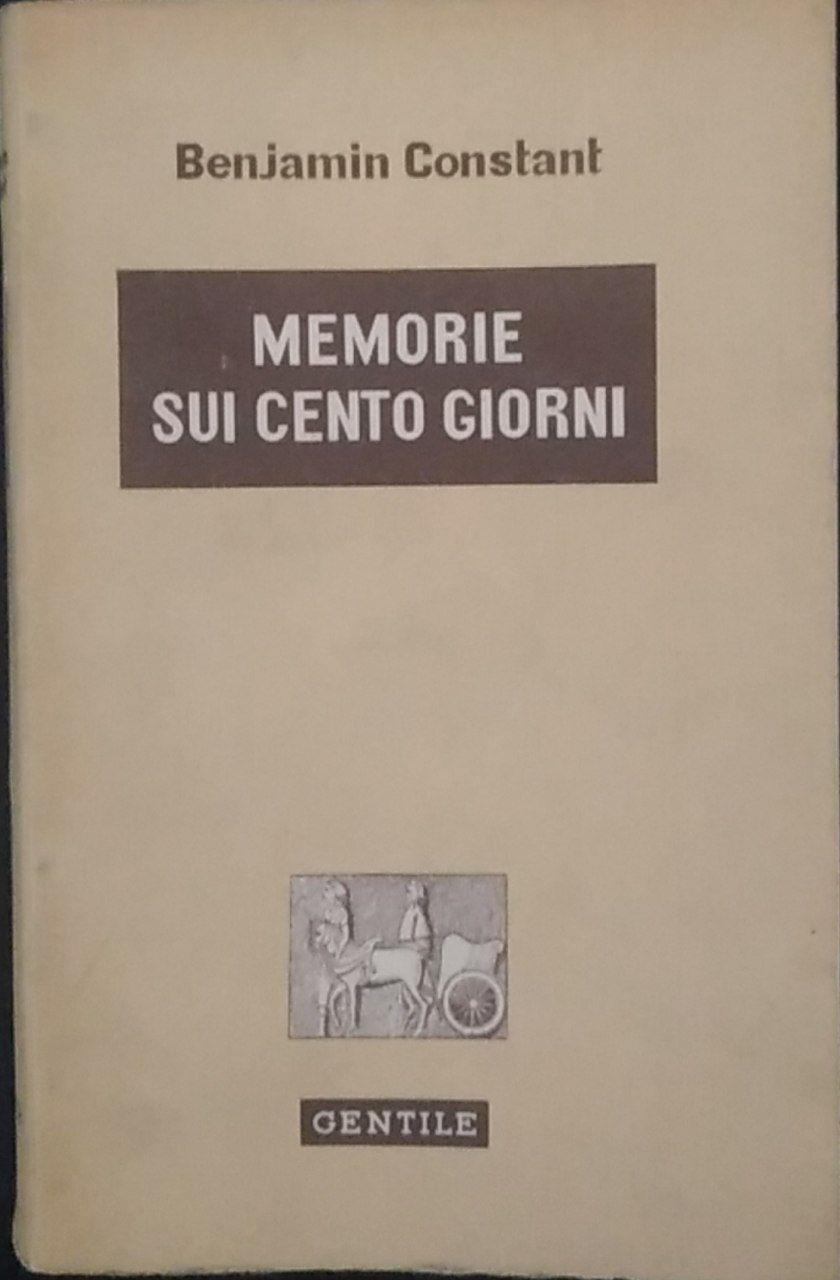 Benjamin Constant
MEMORIE
SUI CENTO GIORNI
GENTILE